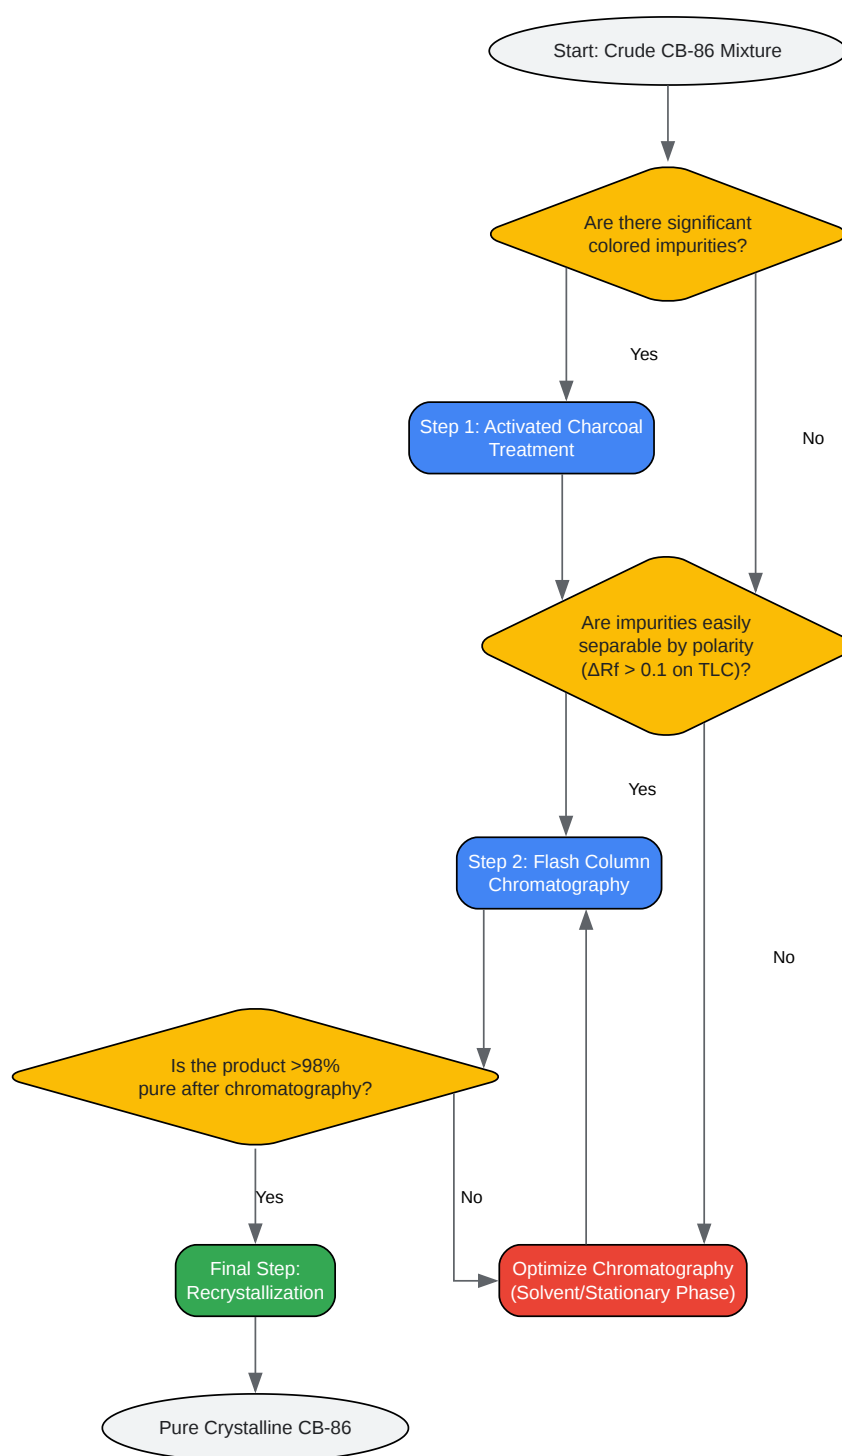 Start: Crude CB-86 Mixture
Are there significant
colored impurities?
Yes
Step 1: Activated Charcoal
Treatment
No
Are impurities easily
separable by polarity
(ΔRf > 0.1 on TLC)?
Yes
Step 2: Flash Column
Chromatography
No
Is the product >98%
pure after chromatography?
Yes
No
Final Step:
Recrystallization
Optimize Chromatography
(Solvent/Stationary Phase)
Pure Crystalline CB-86